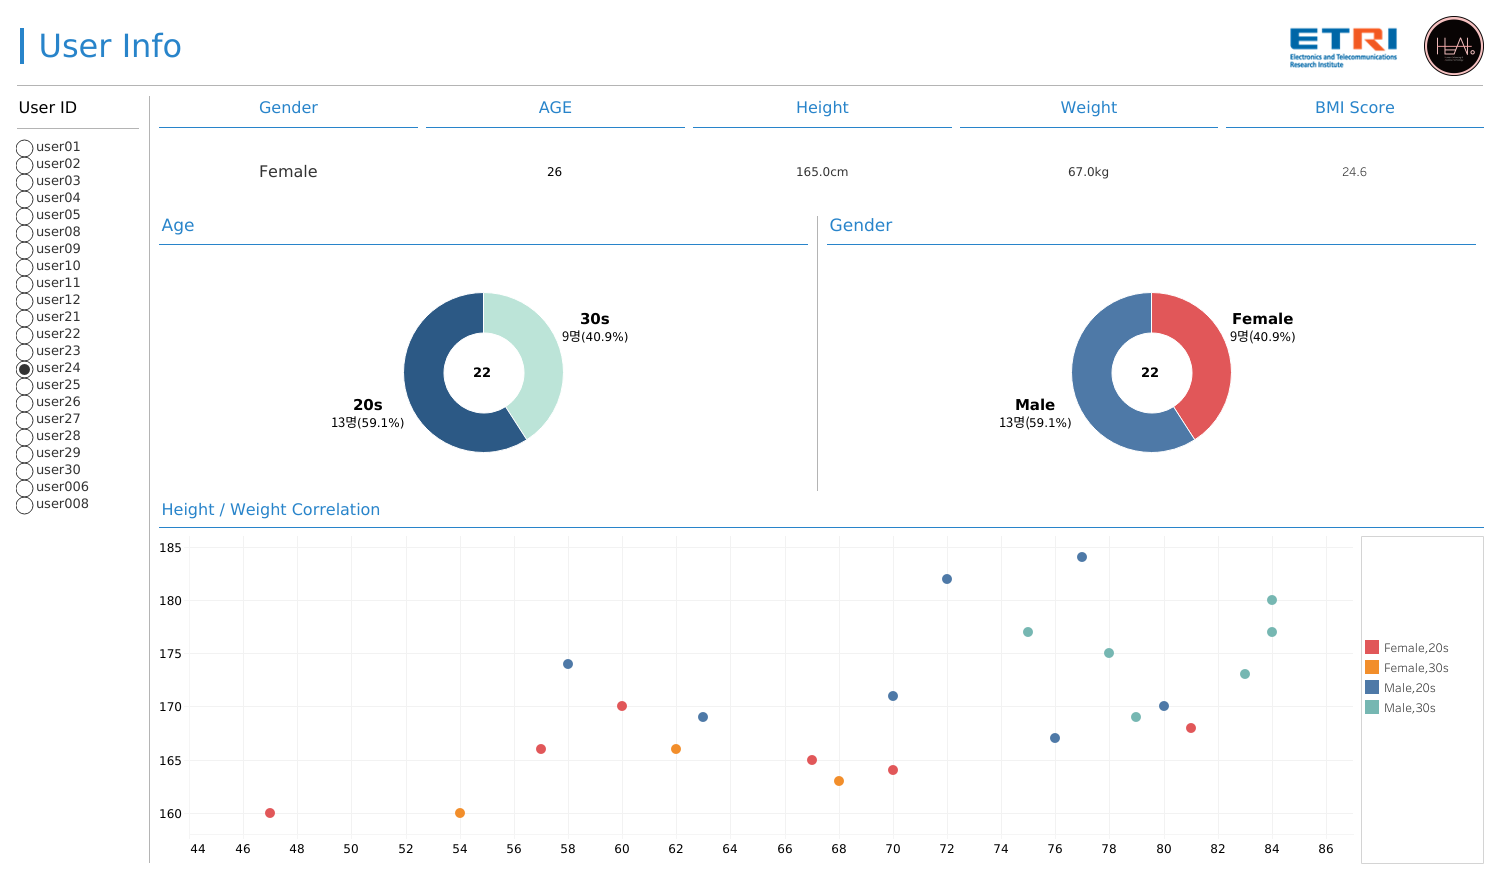 User Info
ETRI
Electronics and Telecommunications
Research Institute
User ID
Gender
AGE
Height
Weight
BMI Score
Female
26
165.0cm
67.0kg
24.6
user01
user02
user03
user04
user05
user08
user09
user10
user11
user12
user21
user22
user23
user24
user25
user26
user27
user28
user29
user30
user006
user008
Age
30s
9명(40.9%)
22
20s
13명(59.1%)
Gender
Female
9명(40.9%)
22
Male
13명(59.1%)
Height / Weight Correlation
185
180
175
170
165
160
44 46 48 50 52 54 56 58 60 62 64 66 68 70 72 74 76 78 80 82 84 86
Female,20s
Female,30s
Male,20s
Male,30s